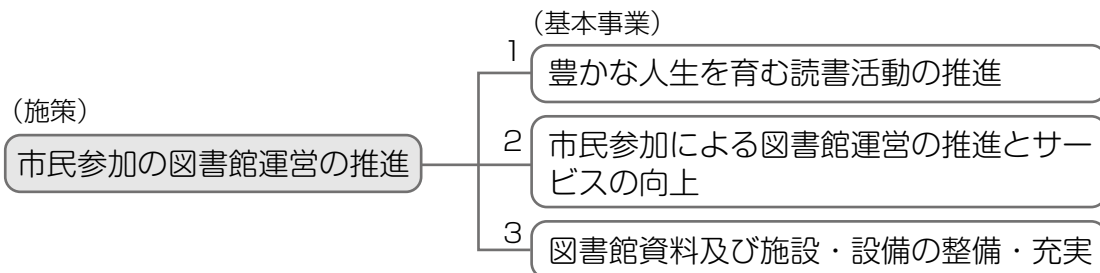 （基本事業）
1
豊かな人生を育む読書活動の推進
（施策）
市民参加の図書館運営の推進
2
市民参加による図書館運営の推進とサー
ビスの向上
3
図書館資料及び施設・設備の整備・充実